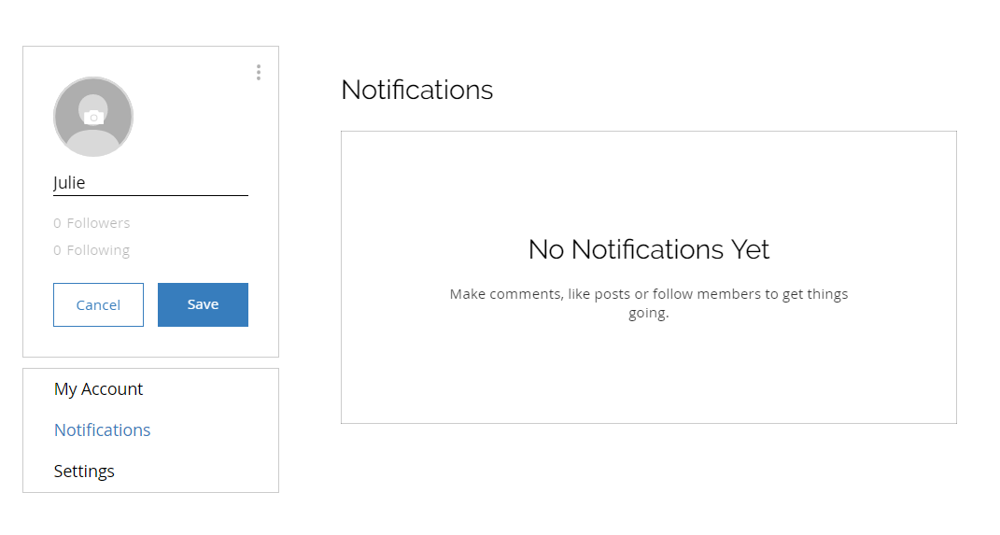 Julie
0 Followers
0 Following
Cancel
Save
My Account
Notifications
Settings
Notifications
No Notifications Yet
Make comments, like posts or follow members to get things
going.